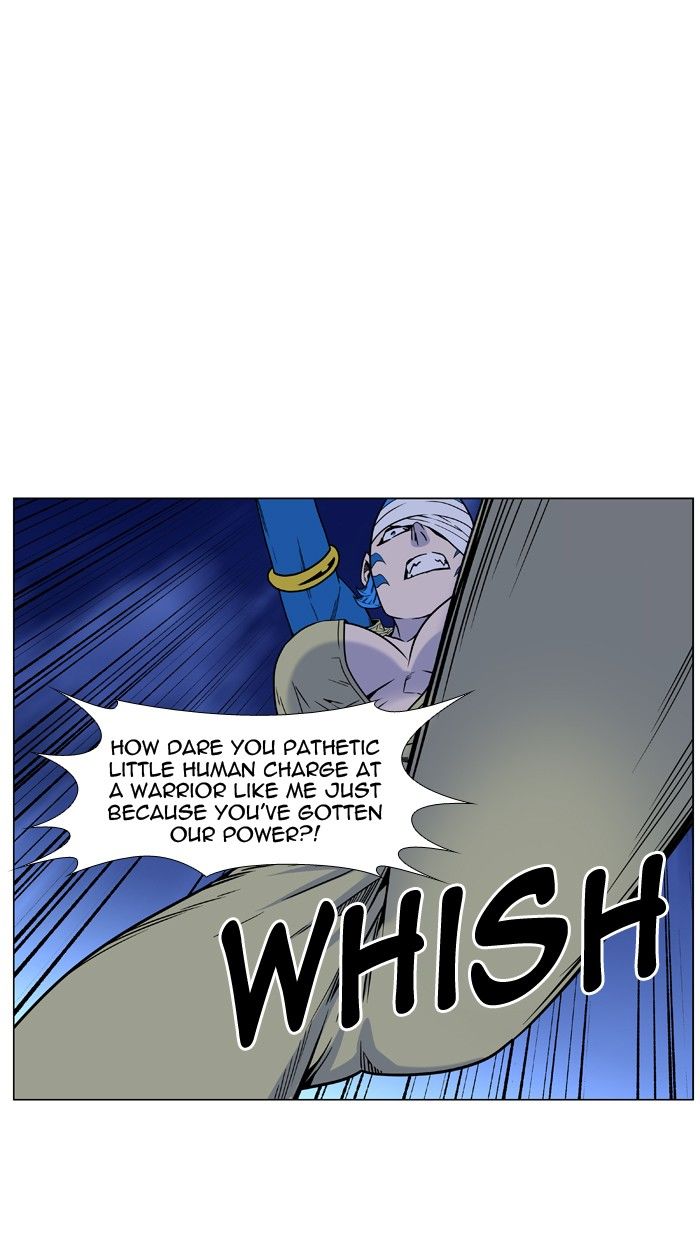 HOW DARE YOU PATHETIC
LITTLE HUMAN CHARGE AT
A WARRIOR LIKE ME JUST
BECAUSE YOU'VE GOTTEN
OUR POWER?!
WHISH